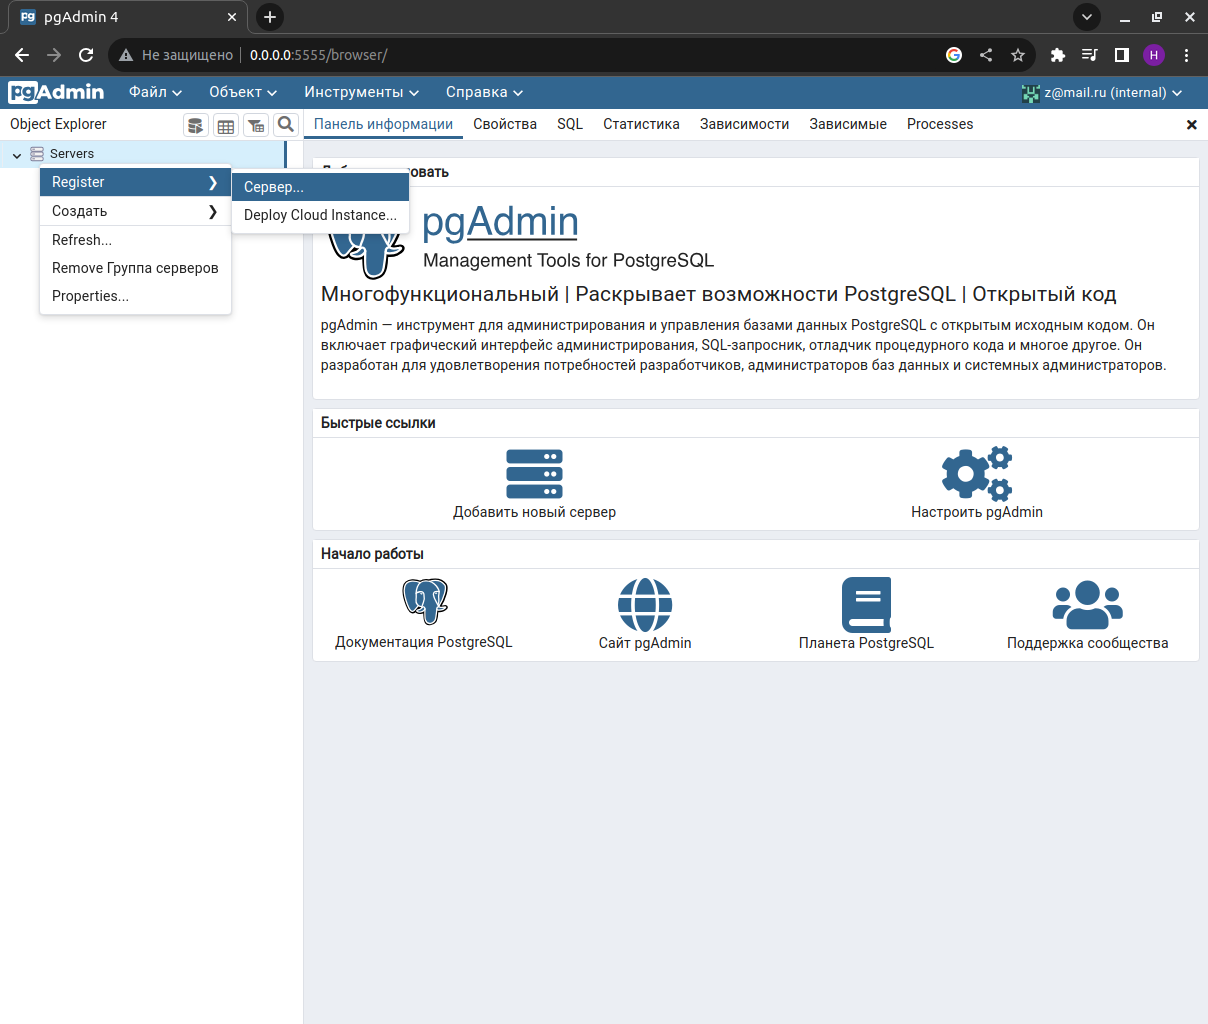 pgAdmin 4
Не защищено 0.0.0.0:5555/browser/
H
pgAdmin Файл Объект Инструменты Справка z@mail.ru (internal)
Object Explorer
Панель информации Свойства SQL Статистика Зависимости Зависимые Processes
Servers
Register
Создать
Refresh...
Remove Группа серверов
Properties...
Сервер...
Deploy Cloud Instance...
pgAdmin
Management Tools for PostgreSQL
Многофункциональный | Раскрывает возможности PostgreSQL | Открытый код
pgAdmin — инструмент для администрирования и управления базами данных PostgreSQL с открытым исходным кодом. Он
включает графический интерфейс администрирования, SQL-запросник, отладчик процедурного кода и многое другое. Он
разработан для удовлетворения потребностей разработчиков, администраторов баз данных и системных администраторов.
Быстрые ссылки
Добавить новый сервер
Настроить pgAdmin
Начало работы
Документация PostgreSQL
Сайт pgAdmin
Планета PostgreSQL
Поддержка сообщества